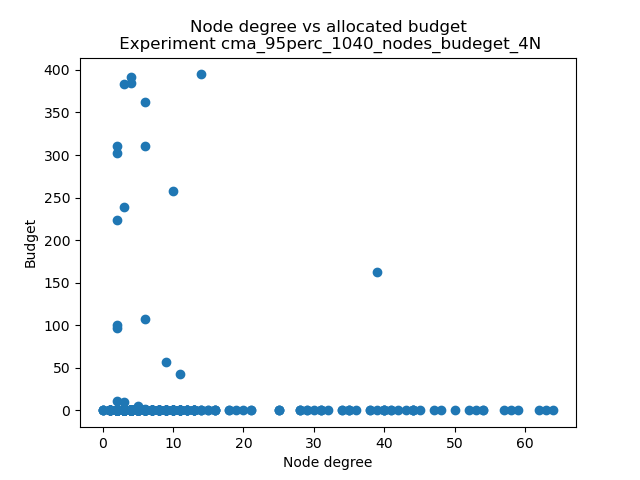 Node degree vs allocated budget
Experiment cma_95perc_1040_nodes_budeget_4N
400
350
300
250
200
150
100
50
0
Budget
0 10 20 30 40 50 60
Node degree